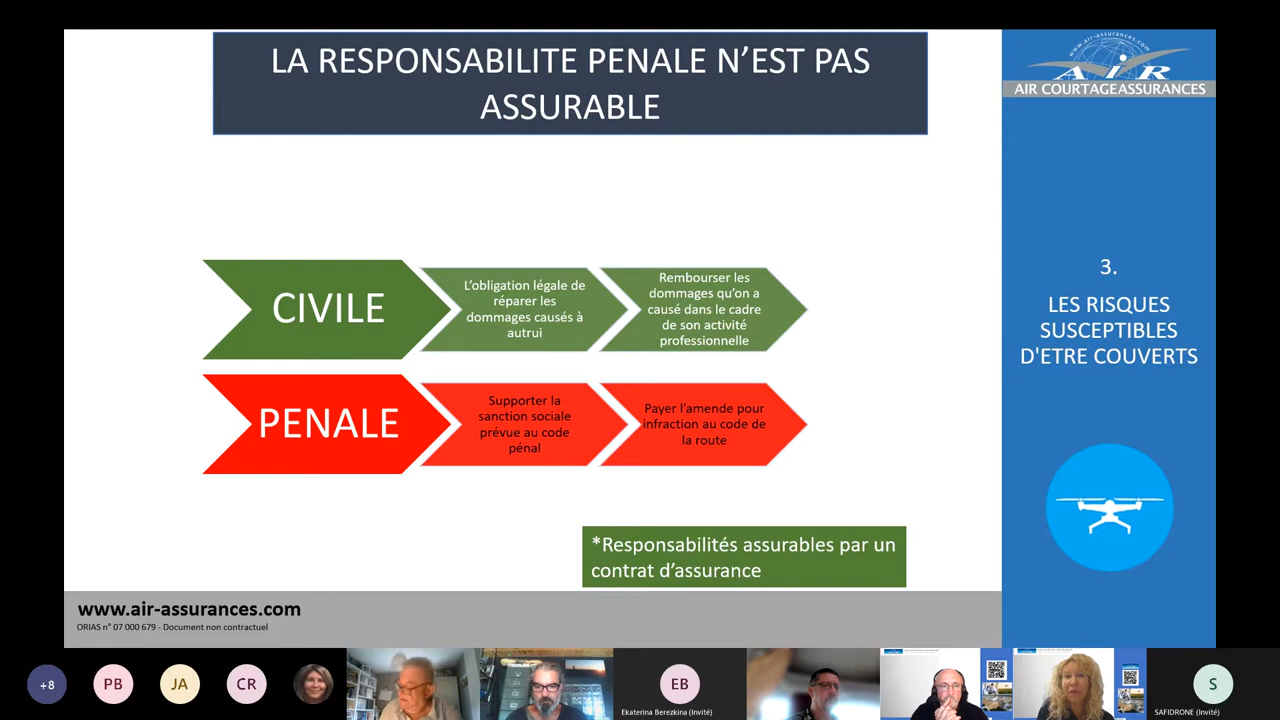 LA RESPONSABILITE PENALE N’EST PAS
ASSURABLE
www.air-assurances.com
AIR
AIR COURTAGEASSURANCES
CIVILE
L’obligation légale de
réparer les
dommages causés à
autrui
Rembourser les
dommages qu’on a
causé dans le cadre
de son activité
professionnelle
PENALE
Supporter la
sanction sociale
prévue au code
pénal
Payer l’amende pour
infraction au code de
la route
3.
LES RISQUES
SUSCEPTIBLES
D'ETRE COUVERTS
*Responsabilités assurables par un
contrat d’assurance
www.air-assurances.com
ORIAS n° 07 000 679 - Document non contractuel
+8
PB
JA
CR
EB
Ekaterina Berezkina (Invité)
S
SAFIDRONE (Invité)